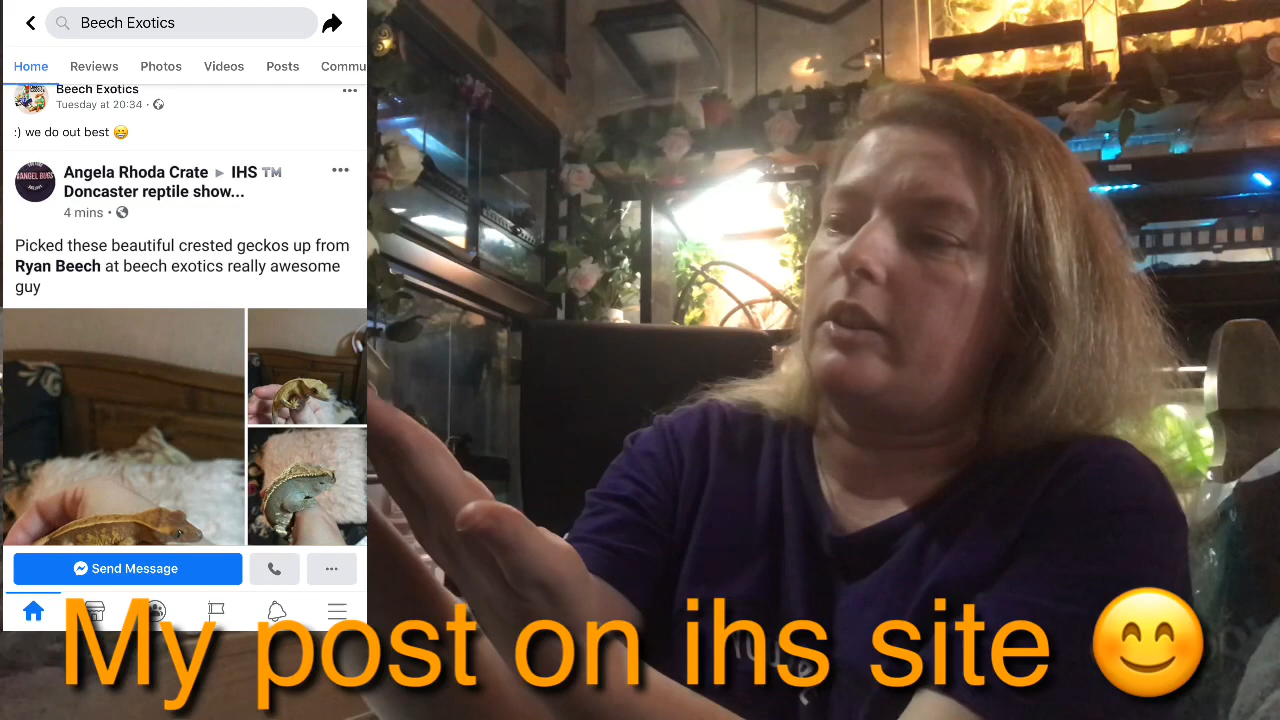 Beech Exotics
Home Reviews Photos Videos Posts Commu
Beech Exotics
Tuesday at 20:34 ·
:) we do out best 😁
Angela Rhoda Crate ▸ IHS ™️
Doncaster reptile show...
4 mins ·
Picked these beautiful crested geckos up from
Ryan Beech at beech exotics really awesome
guy
Send Message
My post on ihs site 😊